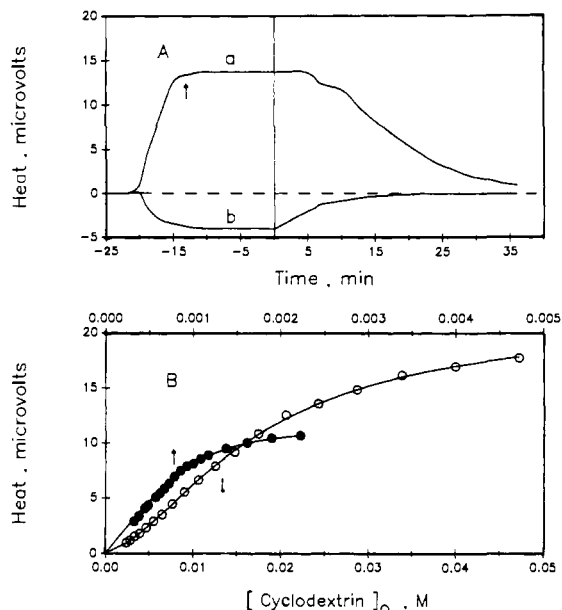 20
A
a
15
10
Heat , microvolts
5
0
b
-5
-25 -15 -5 5 15 25 35
Time , min
0.000 0.001 0.002 0.003 0.004 0.005
20
B
15
10
Heat , microvolts
5
0
0.00 0.01 0.02 0.03 0.04 0.05
[ Cyclodextrin ]o , M